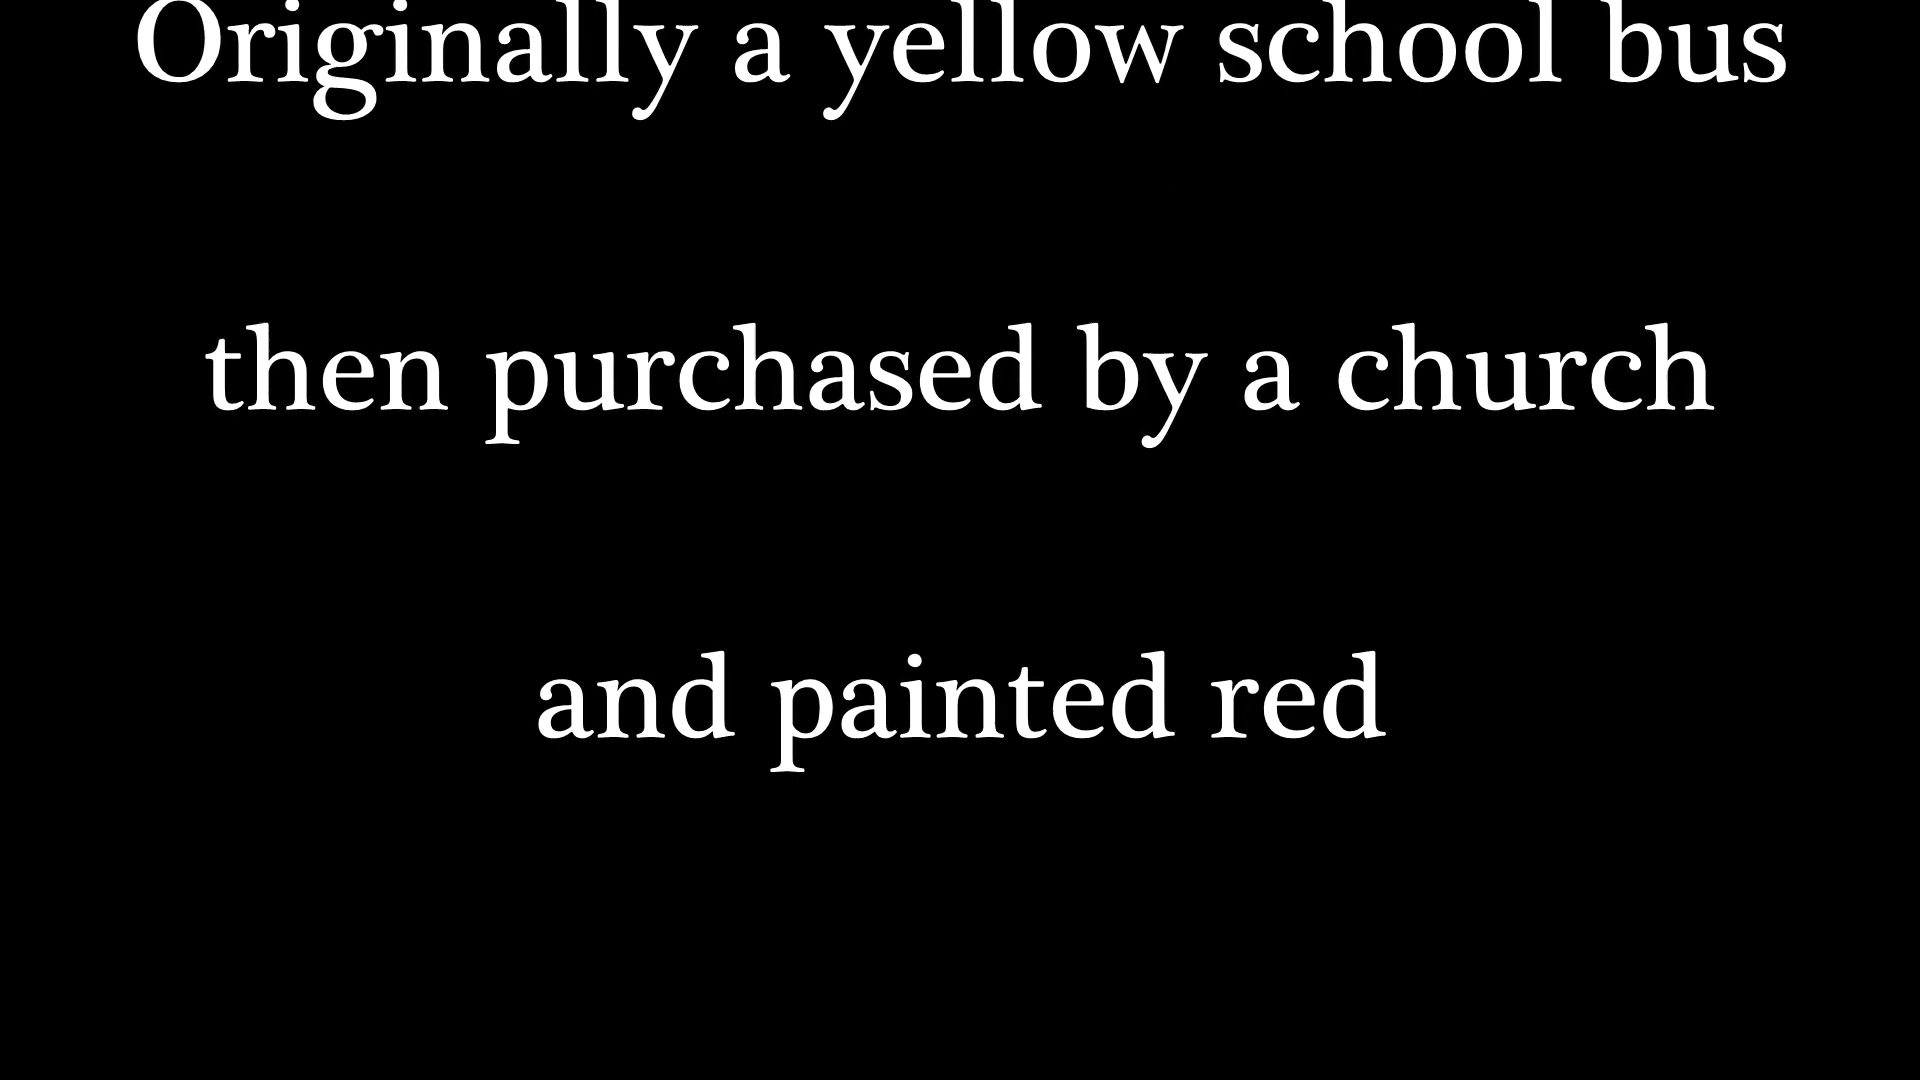 Originally a yellow school bus
then purchased by a church
and painted red